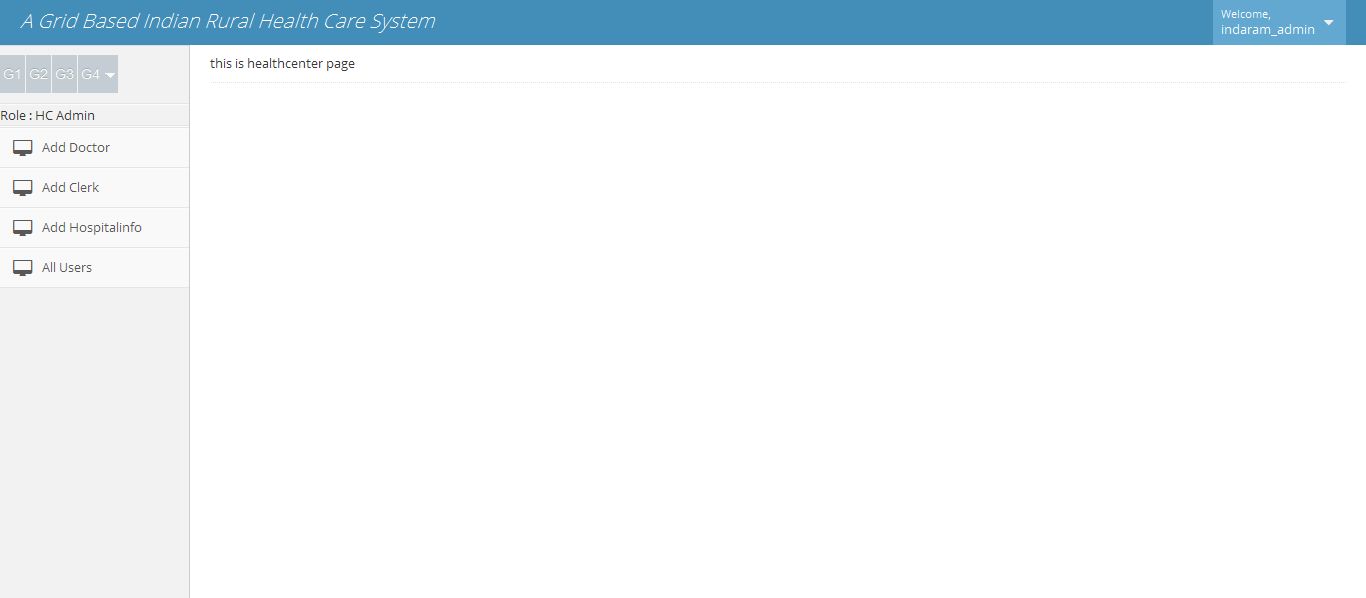 A Grid Based Indian Rural Health Care System
Welcome,
indaram_admin
G1 G2 G3 G4
this is healthcenter page
Role : HC Admin
Add Doctor
Add Clerk
Add Hospitalinfo
All Users